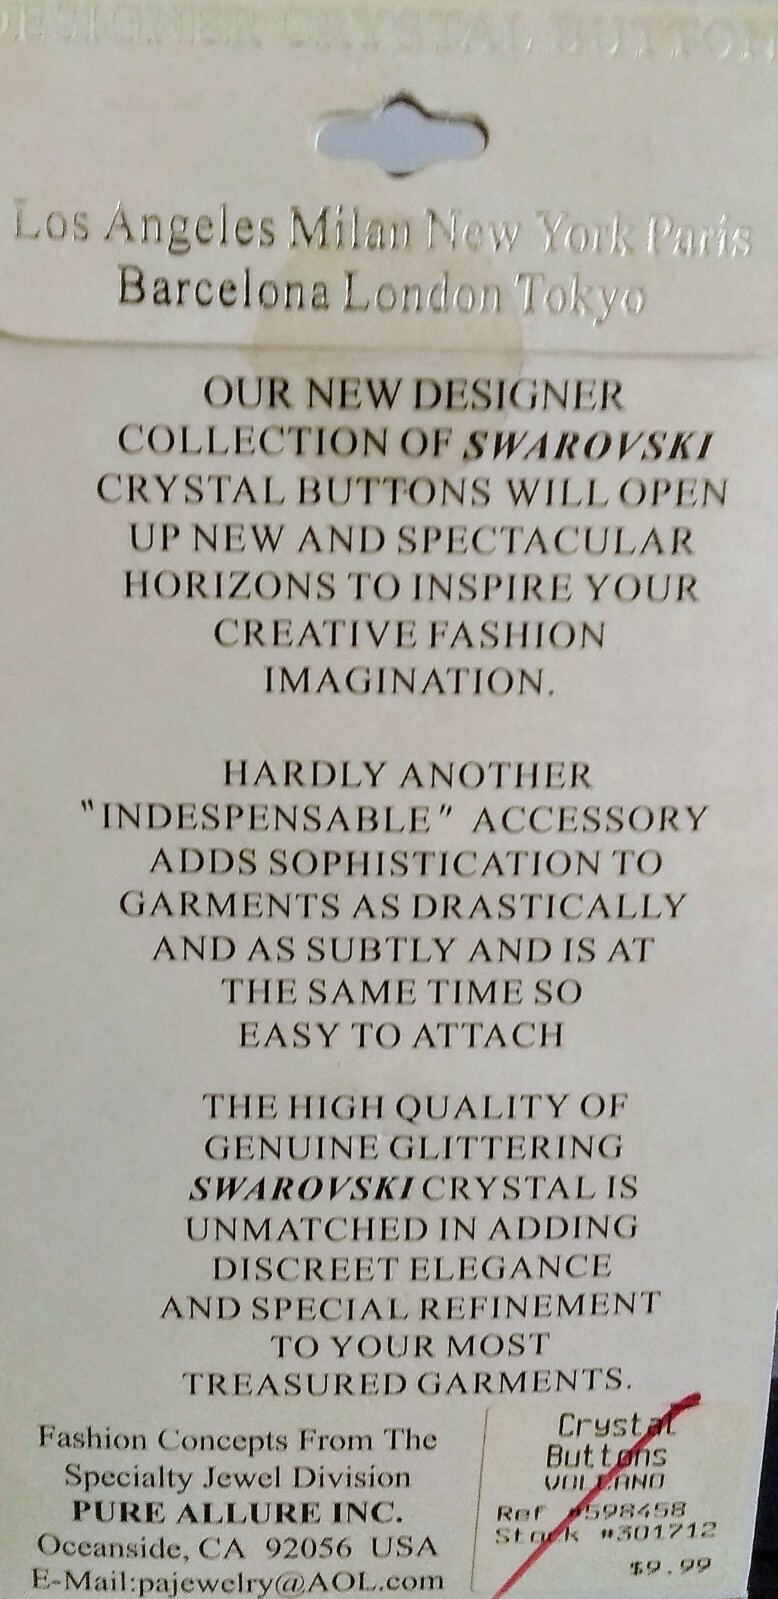 DESIGNER CRYSTAL BUTTON
Los Angeles Milan New York Paris
Barcelona London Tokyo
OUR NEW DESIGNER
COLLECTION OF SWAROVSKI
CRYSTAL BUTTONS WILL OPEN
UP NEW AND SPECTACULAR
HORIZONS TO INSPIRE YOUR
CREATIVE FASHION
IMAGINATION.
HARDLY ANOTHER
"INDESPENSABLE" ACCESSORY
ADDS SOPHISTICATION TO
GARMENTS AS DRASTICALLY
AND AS SUBTLY AND IS AT
THE SAME TIME SO
EASY TO ATTACH
THE HIGH QUALITY OF
GENUINE GLITTERING
SWAROVSKI CRYSTAL IS
UNMATCHED IN ADDING
DISCREET ELEGANCE
AND SPECIAL REFINEMENT
TO YOUR MOST
TREASURED GARMENTS.
Fashion Concepts From The
Specialty Jewel Division
PURE ALLURE INC.
Oceanside, CA 92056 USA
E-Mail:pajewelry@AOL.com
Crystal
Buttons
VOLCANO
Ref #598458
Stock #301712
$9.99